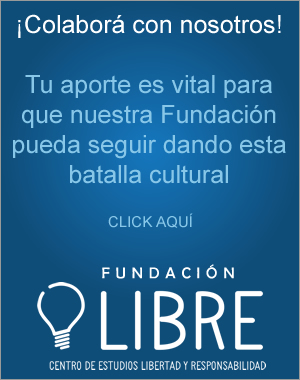 ¡Colaborá con nosotros!
Tu aporte es vital para
que nuestra Fundación
pueda seguir dando esta
batalla cultural
CLICK AQUÍ
FUNDACIÓN
LIBRE
CENTRO DE ESTUDIOS LIBERTAD Y RESPONSABILIDAD